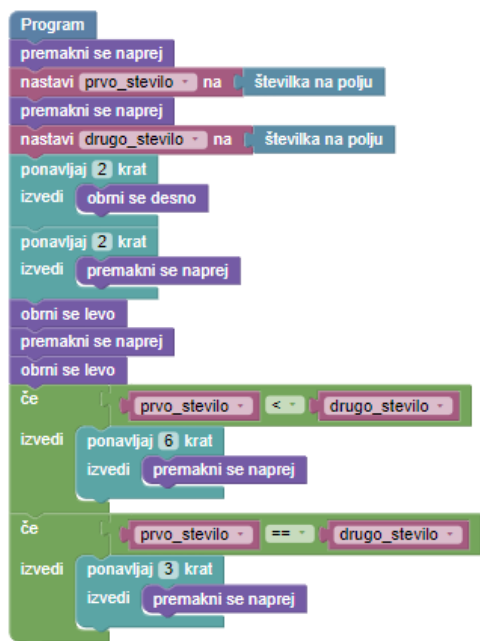 Program
premakni se naprej
nastavi prvo_stevilo na številka na polju
premakni se naprej
nastavi drugo_stevilo na številka na polju
ponavljaj 2 krat
izvedi obrni se desno
ponavljaj 2 krat
izvedi premakni se naprej
obrni se levo
premakni se naprej
obrni se levo
če prvo_stevilo < drugo_stevilo
izvedi ponavljaj 6 krat
izvedi premakni se naprej
če prvo_stevilo == drugo_stevilo
izvedi ponavljaj 3 krat
izvedi premakni se naprej